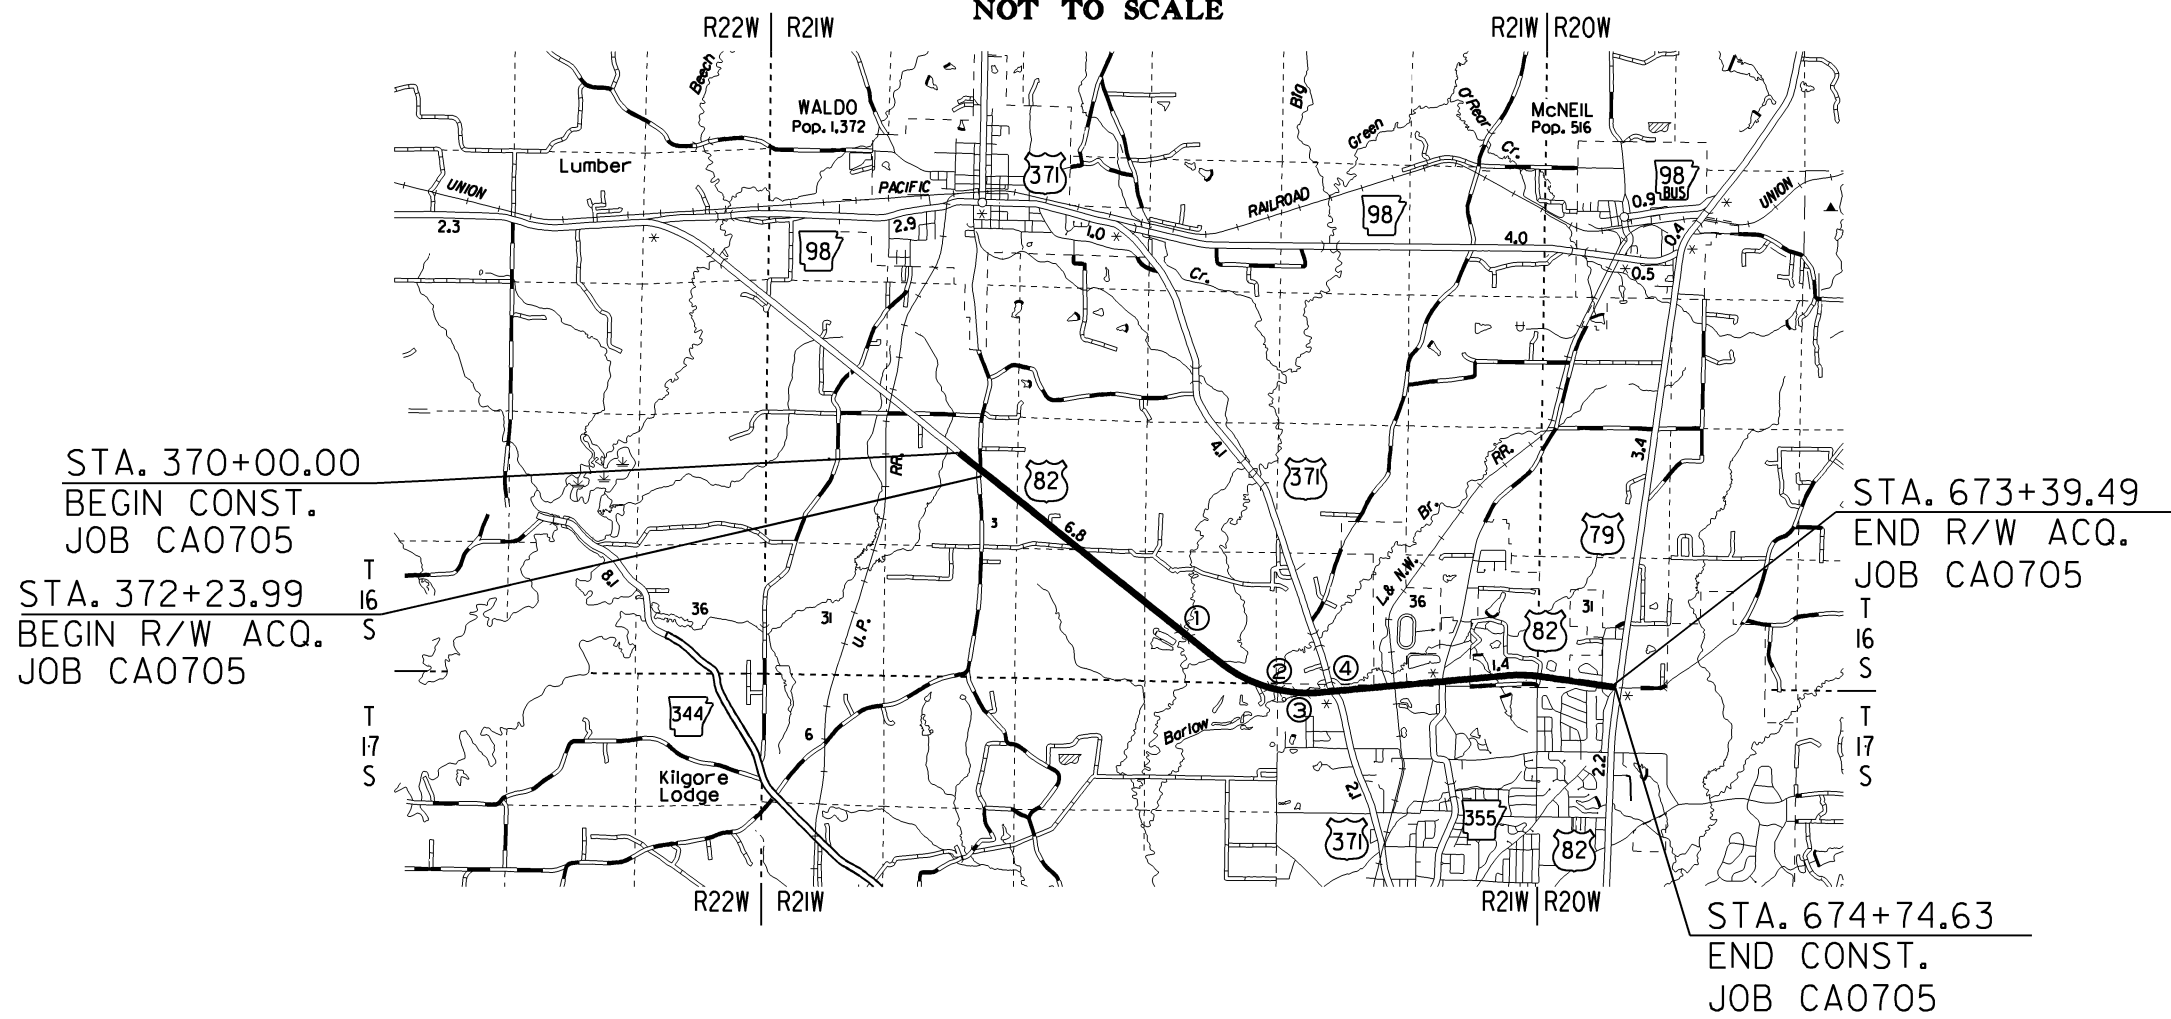 NOT TO SCALE
R22W R21W
R21W R20W
Beech
WALDO
Pop. 1,372
Big
Green
O'Rear
Cr.
McNEIL
Pop. 516
Lumber
371
98
BUS
UNION
PACIFIC
RAILROAD
98
0.9
UNION
2.3
98
2.9
1.0
4.0
0.4
Cr.
0.5
STA. 370+00.00
BEGIN CONST.
JOB CA0705
RR.
82
4.1
371
RR.
3.4
STA. 673+39.49
END R/W ACQ.
JOB CA0705
3
6.8
Br.
79
STA. 372+23.99
BEGIN R/W ACQ.
JOB CA0705
T
16
S
8.1
36
31
U.P.
1
L.& N.W.
36
31
82
T
16
S
2
4
1.4
3
344
6
Barlow
T
17
S
T
17
S
Kilgore
Lodge
2.1
2.2
371
355
82
R22W R21W
R21W R20W
STA. 674+74.63
END CONST.
JOB CA0705